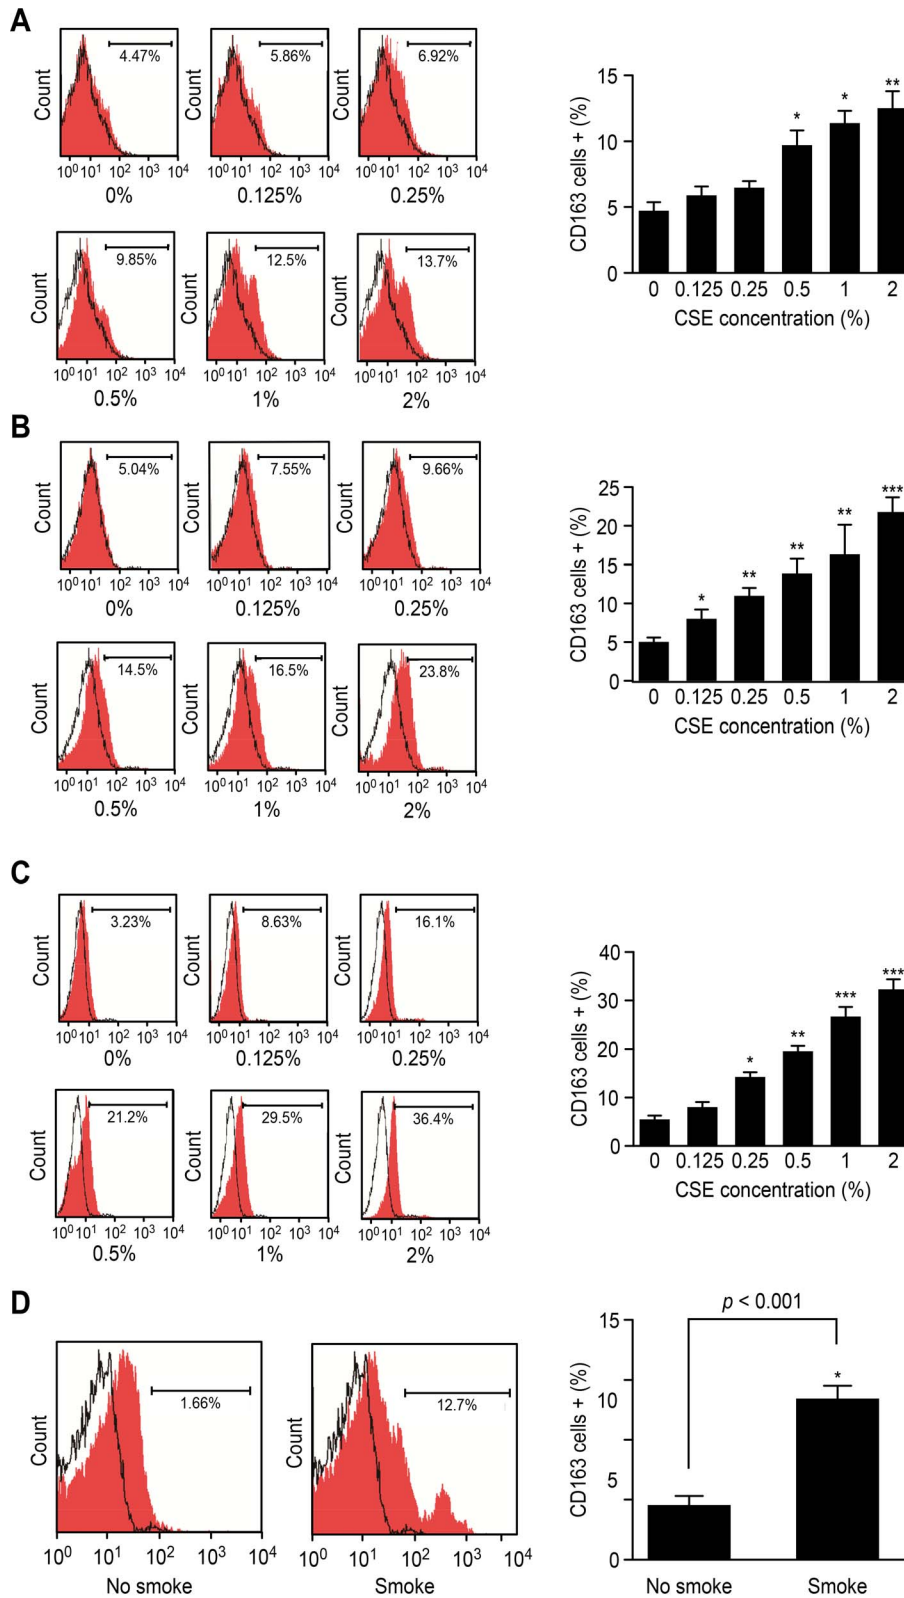 A
Count 4.47% Count 5.86% Count 6.92%
10⁰ 10¹ 10² 10³ 10⁴ 10⁰ 10¹ 10² 10³ 10⁴ 10⁰ 10¹ 10² 10³ 10⁴
0% 0.125% 0.25%
Count 9.85% Count 12.5% Count 13.7%
10⁰ 10¹ 10² 10³ 10⁴ 10⁰ 10¹ 10² 10³ 10⁴ 10⁰ 10¹ 10² 10³ 10⁴
0.5% 1% 2%
CD163 cells + (%)
15
10
5
0
* * **
0 0.125 0.25 0.5 1 2
CSE concentration (%)
B
Count 5.04% Count 7.55% Count 9.66%
10⁰ 10¹ 10² 10³ 10⁴ 10⁰ 10¹ 10² 10³ 10⁴ 10⁰ 10¹ 10² 10³ 10⁴
0% 0.125% 0.25%
Count 14.5% Count 16.5% Count 23.8%
10⁰ 10¹ 10² 10³ 10⁴ 10⁰ 10¹ 10² 10³ 10⁴ 10⁰ 10¹ 10² 10³ 10⁴
0.5% 1% 2%
CD163 cells + (%)
25
20
15
10
5
0
* ** ** ** ***
0 0.125 0.25 0.5 1 2
CSE concentration (%)
C
Count 3.23% Count 8.63% Count 16.1%
10⁰ 10¹ 10² 10³ 10⁴ 10⁰ 10¹ 10² 10³ 10⁴ 10⁰ 10¹ 10² 10³ 10⁴
0% 0.125% 0.25%
Count 21.2% Count 29.5% Count 36.4%
10⁰ 10¹ 10² 10³ 10⁴ 10⁰ 10¹ 10² 10³ 10⁴ 10⁰ 10¹ 10² 10³ 10⁴
0.5% 1% 2%
CD163 cells + (%)
40
30
20
10
0
* ** *** ***
0 0.125 0.25 0.5 1 2
CSE concentration (%)
D
Count 1.66% Count 12.7%
10⁰ 10¹ 10² 10³ 10⁴ 10⁰ 10¹ 10² 10³ 10⁴
No smoke Smoke
p < 0.001
CD163 cells + (%)
15
10
5
0
*
No smoke Smoke